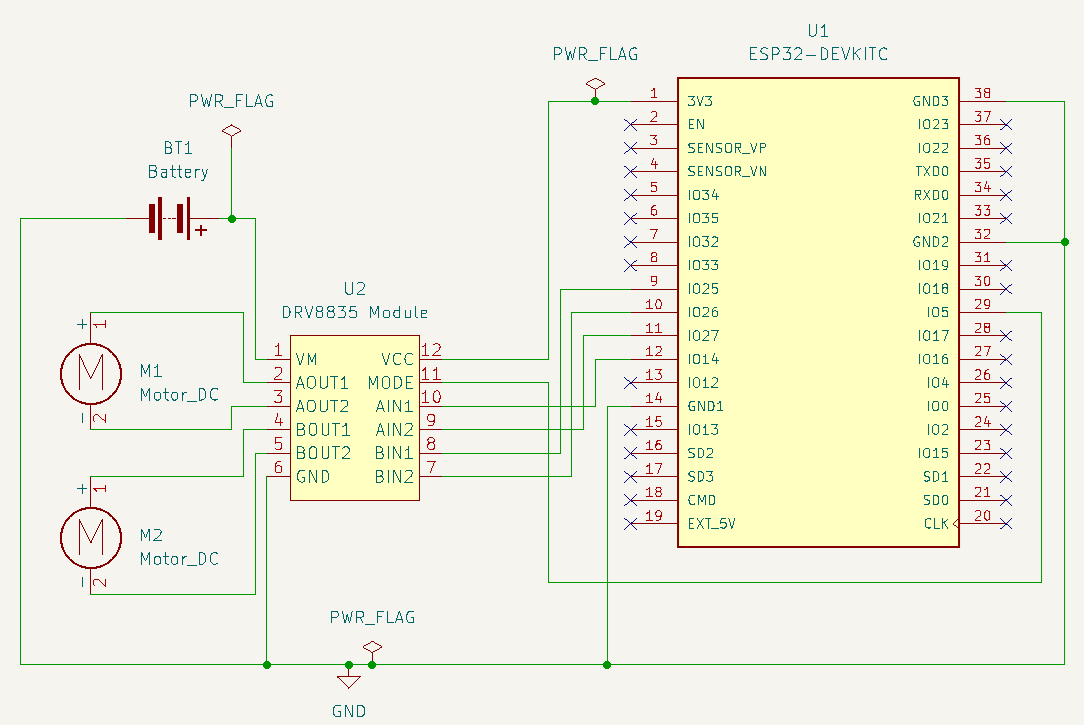 U1
ESP32-DEVKITC
PWR_FLAG
PWR_FLAG
BT1
Battery
+
1 3V3 GND3 38
2 EN IO23 37
3 SENSOR_VP IO22 36
4 SENSOR_VN TXD0 35
5 IO34 RXD0 34
6 IO35 IO21 33
7 IO32 GND2 32
8 IO33 IO19 31
9 IO25 IO18 30
10 IO26 IO5 29
11 IO27 IO17 28
12 IO14 IO16 27
13 IO12 IO4 26
14 GND1 IO0 25
15 IO13 IO2 24
16 SD2 IO15 23
17 SD3 SD1 22
18 CMD SD0 21
19 EXT_5V CLK 20
U2
DRV8835 Module
1 VM VCC 12
2 AOUT1 MODE 11
3 AOUT2 AIN1 10
4 BOUT1 AIN2 9
5 BOUT2 BIN1 8
6 GND BIN2 7
+ 1
M
M1
Motor_DC
- 2
+ 1
M
M2
Motor_DC
- 2
PWR_FLAG
GND